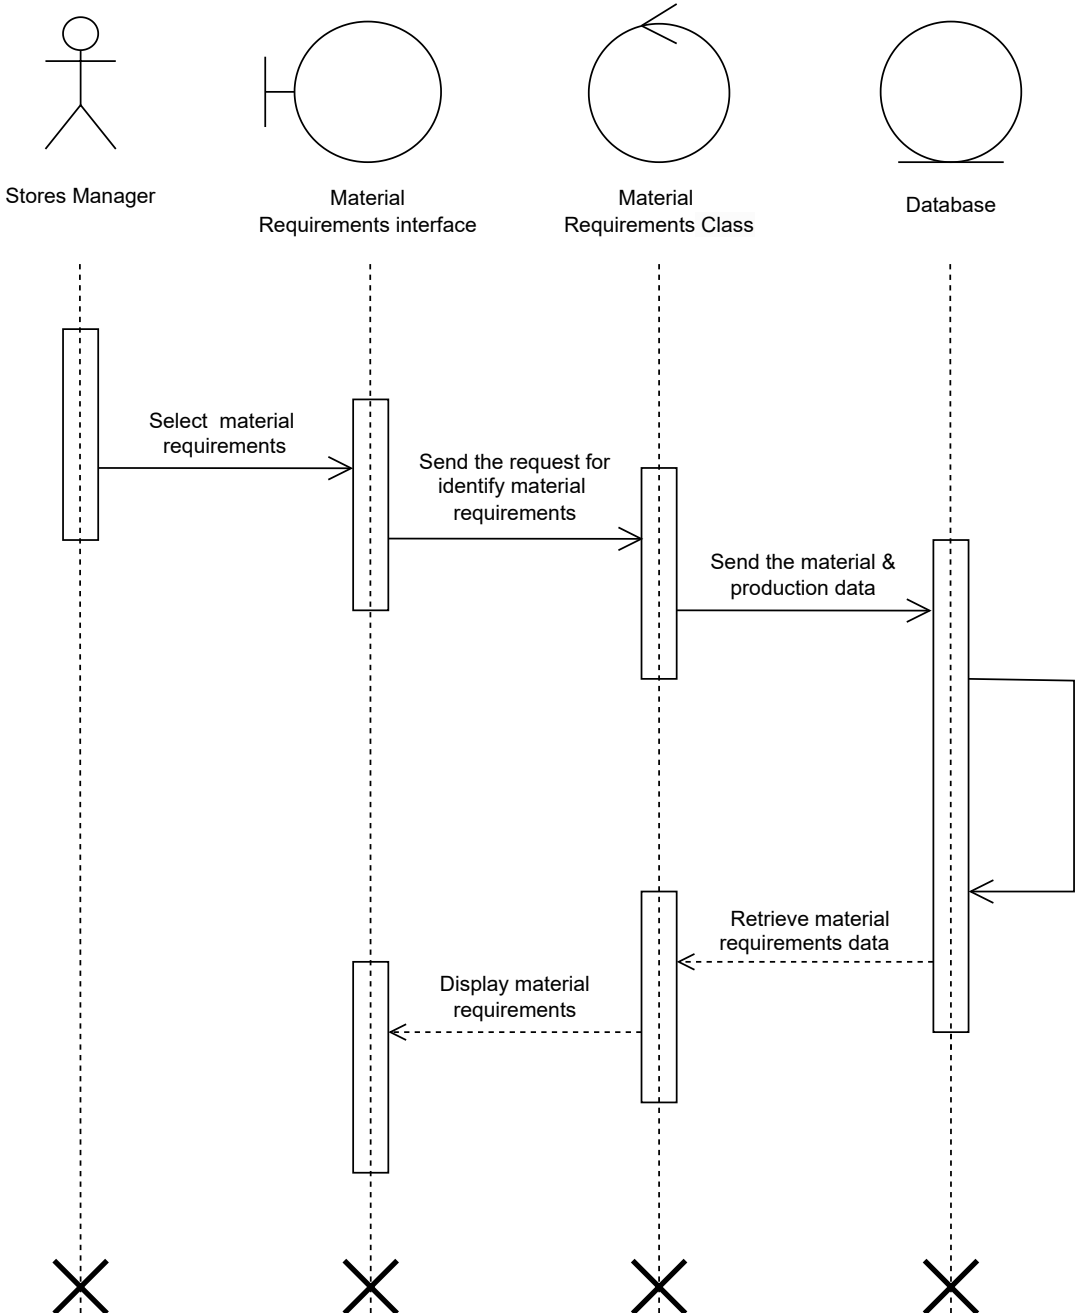 Stores Manager
Material
Requirements interface
Material
Requirements Class
Database
Select  material
requirements
Send the request for
identify material
requirements
Send the material &
production data
Retrieve material
requirements data
Display material
requirements